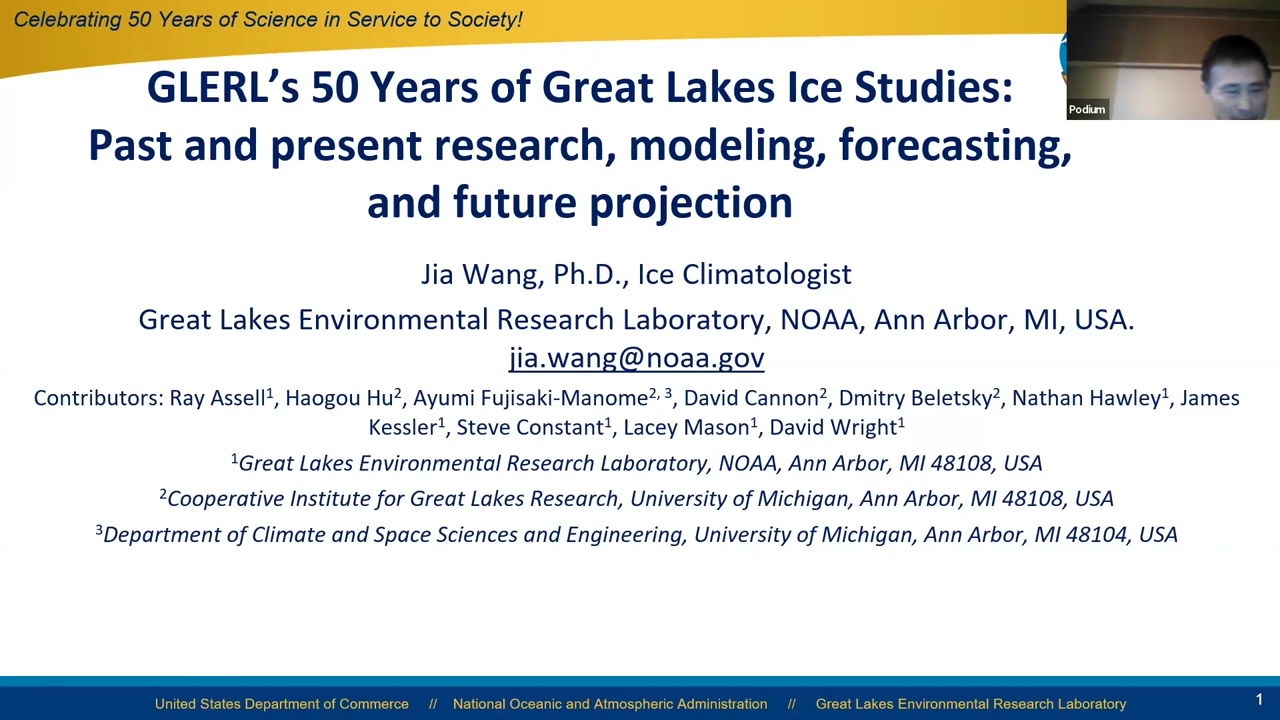 Celebrating 50 Years of Science in Service to Society!
Podium
GLERL’s 50 Years of Great Lakes Ice Studies:
Past and present research, modeling, forecasting,
and future projection
Jia Wang, Ph.D., Ice Climatologist
Great Lakes Environmental Research Laboratory, NOAA, Ann Arbor, MI, USA.
jia.wang@noaa.gov
Contributors: Ray Assell¹, Haogou Hu², Ayumi Fujisaki-Manome²˒ ³, David Cannon², Dmitry Beletsky², Nathan Hawley¹, James
Kessler¹, Steve Constant¹, Lacey Mason¹, David Wright¹
¹Great Lakes Environmental Research Laboratory, NOAA, Ann Arbor, MI 48108, USA
²Cooperative Institute for Great Lakes Research, University of Michigan, Ann Arbor, MI 48108, USA
³Department of Climate and Space Sciences and Engineering, University of Michigan, Ann Arbor, MI 48104, USA
United States Department of Commerce // National Oceanic and Atmospheric Administration // Great Lakes Environmental Research Laboratory
1